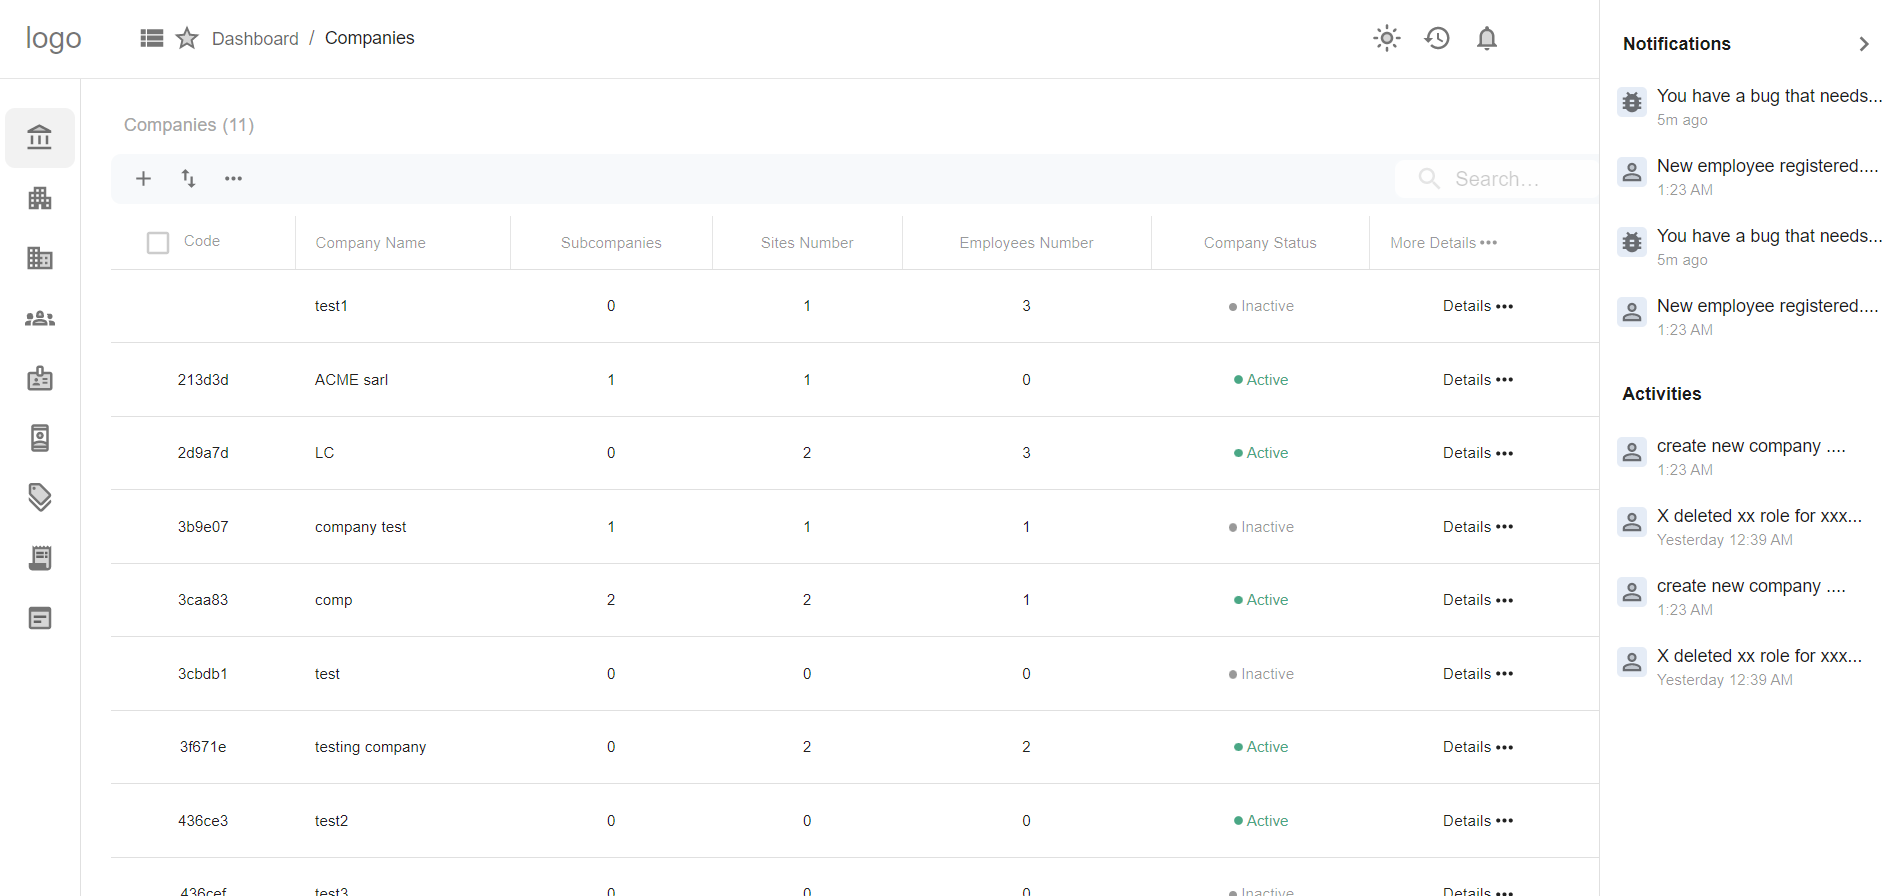 logo
Dashboard / Companies
Companies (11)
Search...
Code Company Name Subcompanies Sites Number Employees Number Company Status More Details •••
test1 0 1 3 Inactive Details •••
213d3d ACME sarl 1 1 0 Active Details •••
2d9a7d LC 0 2 3 Active Details •••
3b9e07 company test 1 1 1 Inactive Details •••
3caa83 comp 2 2 1 Active Details •••
3cbdb1 test 0 0 0 Inactive Details •••
3f671e testing company 0 2 2 Active Details •••
436ce3 test2 0 0 0 Active Details •••
436cef test3 0 0 0 Inactive Details •••
Notifications
You have a bug that needs...
5m ago
New employee registered....
1:23 AM
You have a bug that needs...
5m ago
New employee registered....
1:23 AM
Activities
create new company ....
1:23 AM
X deleted xx role for xxx...
Yesterday 12:39 AM
create new company ....
1:23 AM
X deleted xx role for xxx...
Yesterday 12:39 AM